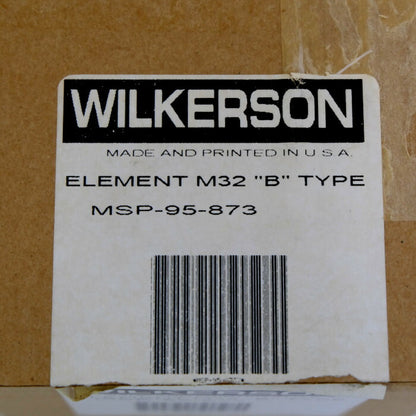 WILKERSON
MADE AND PRINTED IN U.S.A.
ELEMENT M32 "B" TYPE
MSP-95-873